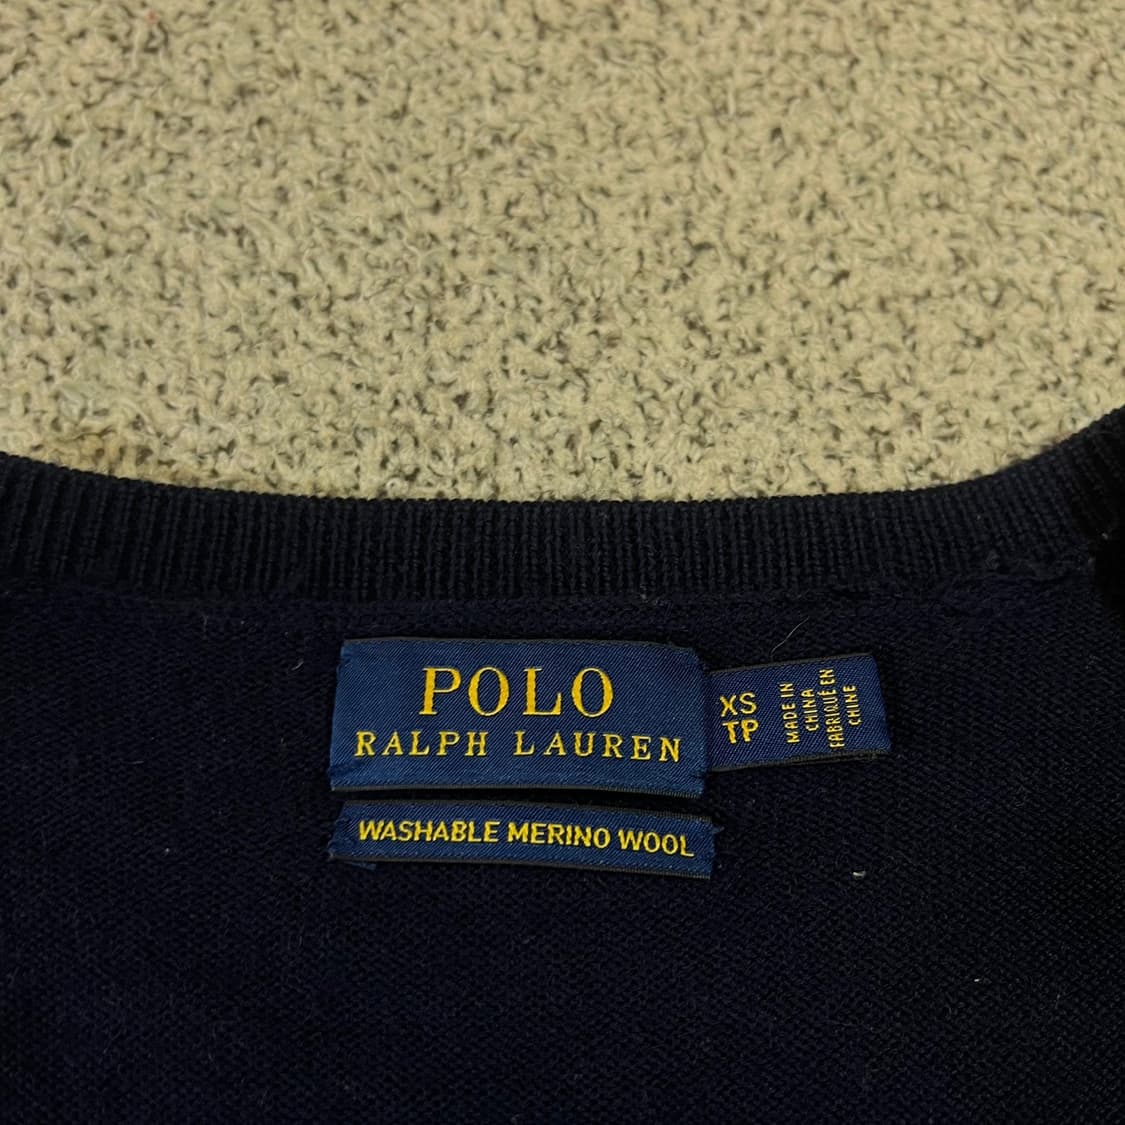 POLO
RALPH LAUREN
XS
TP
MADE IN
CHINA
FABRIQUÉ EN
CHINE
WASHABLE MERINO WOOL